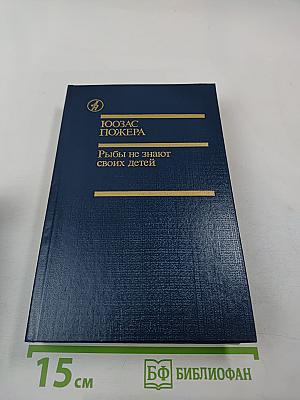 ЮОЗАС
ПОЖЕРА
Рыбы не знают
своих детей
15 см
БФ БИБЛИОФАН